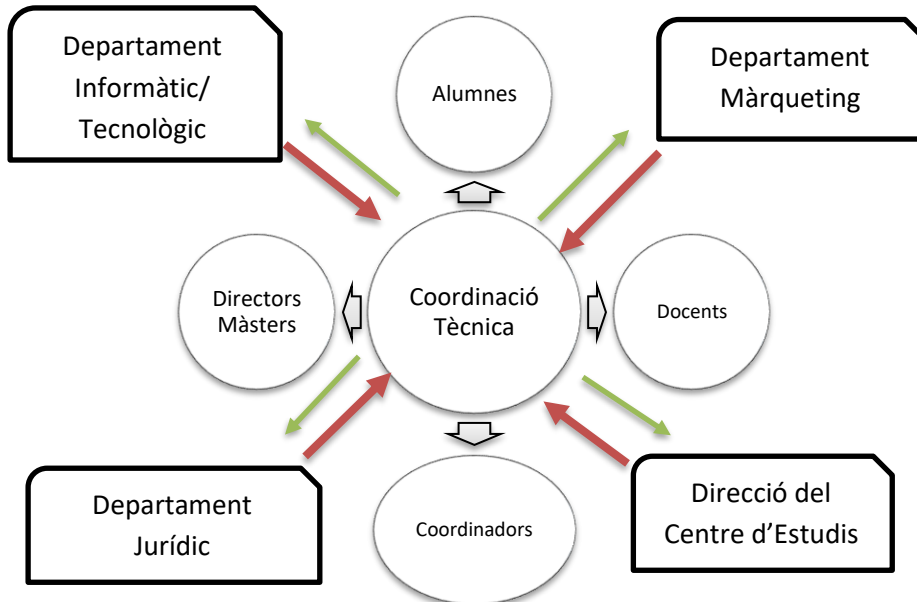 Departament
Informàtic/
Tecnològic
Alumnes
Departament
Màrqueting
Directors
Màsters
Coordinació
Tècnica
Docents
Departament
Jurídic
Coordinadors
Direcció del
Centre d’Estudis